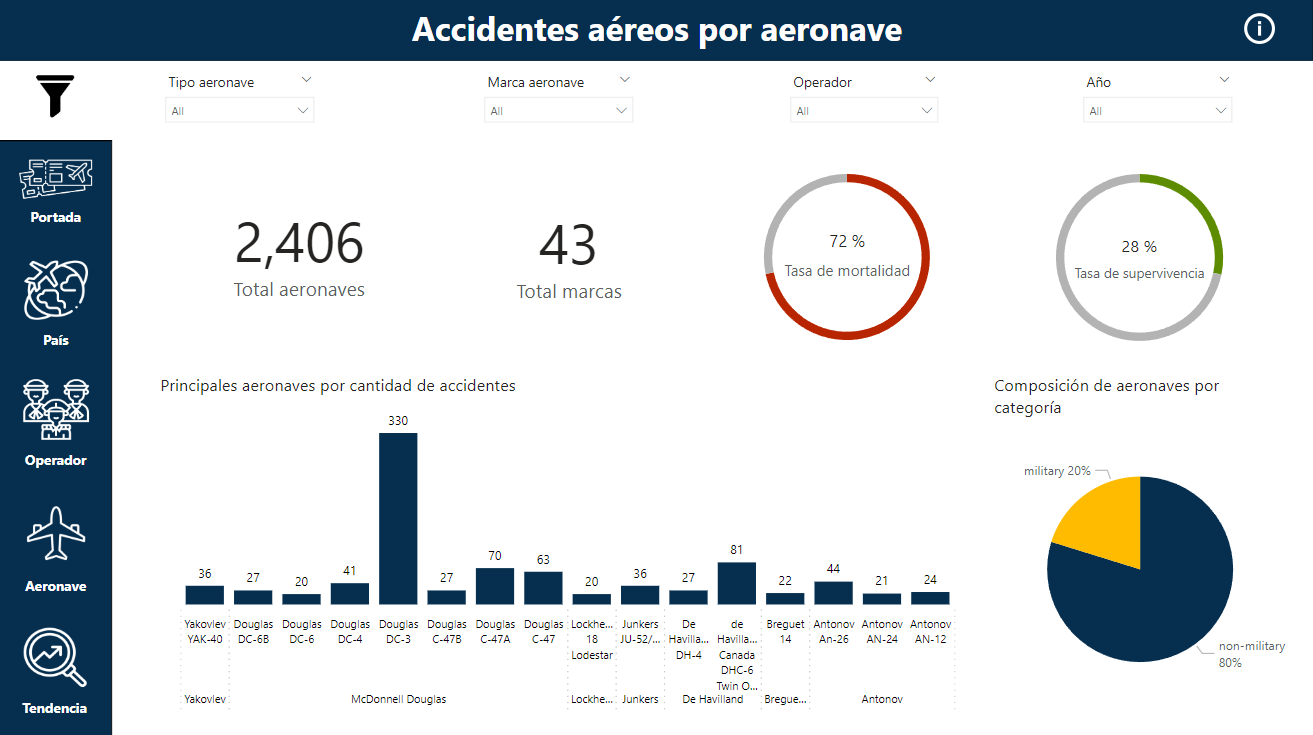 Accidentes aéreos por aeronave
Tipo aeronave
All
Marca aeronave
All
Operador
All
Año
All
Portada
País
Operador
Aeronave
Tendencia
2,406
Total aeronaves
43
Total marcas
72 %
Tasa de mortalidad
28 %
Tasa de supervivencia
Principales aeronaves por cantidad de accidentes
36
27
20
41
330
27
70
63
20
36
27
81
22
44
21
24
Yakovlev
YAK-40
Douglas
DC-6B
Douglas
DC-6
Douglas
DC-4
Douglas
DC-3
Douglas
C-47B
Douglas
C-47A
Douglas
C-47
Lockhe...
18
Lodestar
Junkers
JU-52/...
De
Havilla...
DH-4
de
Havilla...
Canada
DHC-6
Twin O...
Breguet
14
Antonov
An-26
Antonov
AN-24
Antonov
AN-12
Yakovlev
McDonnell Douglas
Lockhe...
Junkers
De Havilland
Bregue...
Antonov
Composición de aeronaves por
categoría
military 20%
non-military
80%